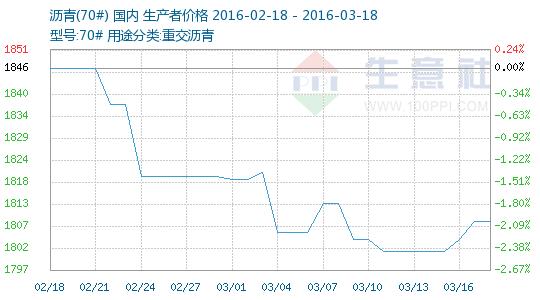 沥青(70#) 国内 生产者价格 2016-02-18 - 2016-03-18
型号:70# 用途分类:重交沥青
1851 0.24%
1846 0.00%
1840 -0.34%
1834 -0.63%
1829 -0.92%
1824 -1.22%
1818 -1.51%
1813 -1.80%
1807 -2.09%
1802 -2.38%
1797 -2.67%
PPI 生意社
WWW.100PPI.COM
02/18 02/21 02/24 02/27 03/01 03/04 03/07 03/10 03/13 03/16